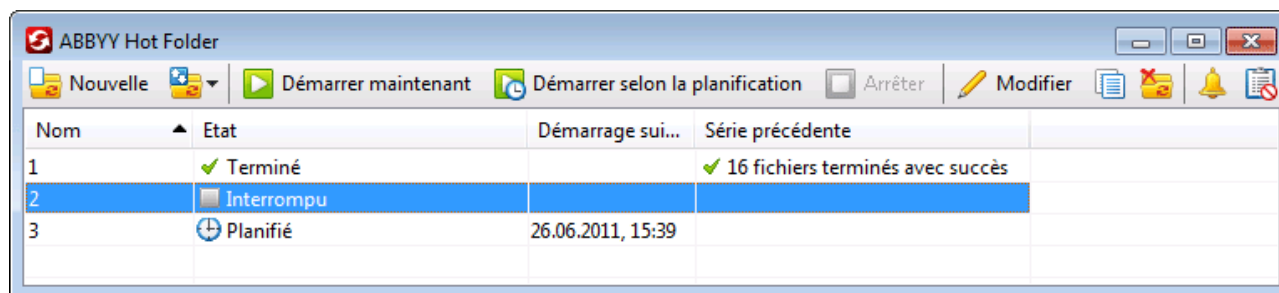 ABBYY Hot Folder
Nouvelle Démarrer maintenant Démarrer selon la planification Arrêter Modifier
Nom Etat Démarrage sui... Série précédente
1 Terminé 16 fichiers terminés avec succès
2 Interrompu
3 Planifié 26.06.2011, 15:39